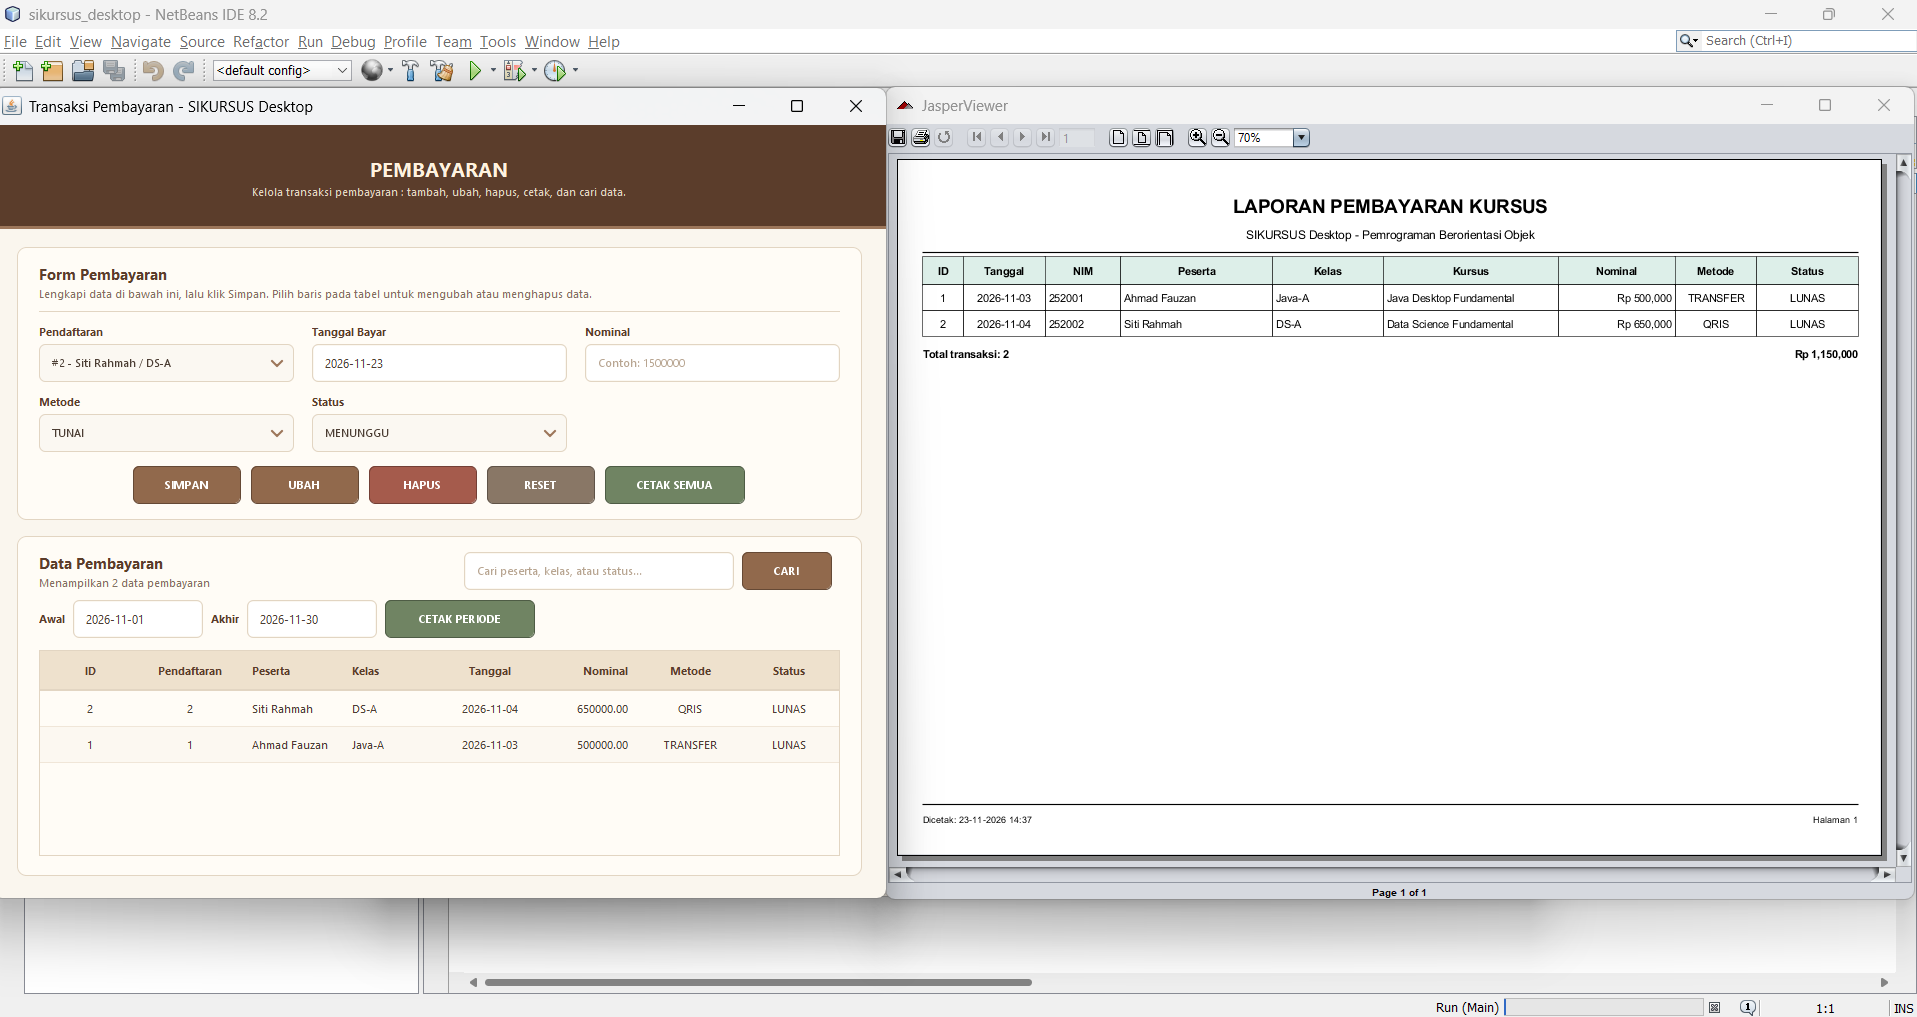 sikursus_desktop - NetBeans IDE 8.2
File Edit View Navigate Source Refactor Run Debug Profile Team Tools Window Help
Search (Ctrl+I)
<default config>
Transaksi Pembayaran - SIKURSUS Desktop
PEMBAYARAN
Kelola transaksi pembayaran : tambah, ubah, hapus, cetak, dan cari data.
Form Pembayaran
Lengkapi data di bawah ini, lalu klik Simpan. Pilih baris pada tabel untuk mengubah atau menghapus data.
Pendaftaran Tanggal Bayar Nominal
#2 - Siti Rahmah / DS-A 2026-11-23 Contoh: 1500000
Metode Status
TUNAI MENUNGGU
SIMPAN UBAH HAPUS RESET CETAK SEMUA
Data Pembayaran
Menampilkan 2 data pembayaran
Cari peserta, kelas, atau status... CARI
Awal 2026-11-01 Akhir 2026-11-30 CETAK PERIODE
ID Pendaftaran Peserta Kelas Tanggal Nominal Metode Status
2 2 Siti Rahmah DS-A 2026-11-04 650000.00 QRIS LUNAS
1 1 Ahmad Fauzan Java-A 2026-11-03 500000.00 TRANSFER LUNAS
JasperViewer
1 70%
LAPORAN PEMBAYARAN KURSUS
SIKURSUS Desktop - Pemrograman Berorientasi Objek
ID Tanggal NIM Peserta Kelas Kursus Nominal Metode Status
1 2026-11-03 252001 Ahmad Fauzan Java-A Java Desktop Fundamental Rp 500,000 TRANSFER LUNAS
2 2026-11-04 252002 Siti Rahmah DS-A Data Science Fundamental Rp 650,000 QRIS LUNAS
Total transaksi: 2 Rp 1,150,000
Dicetak: 23-11-2026 14:37 Halaman 1
Page 1 of 1
Run (Main) 1 1:1 INS